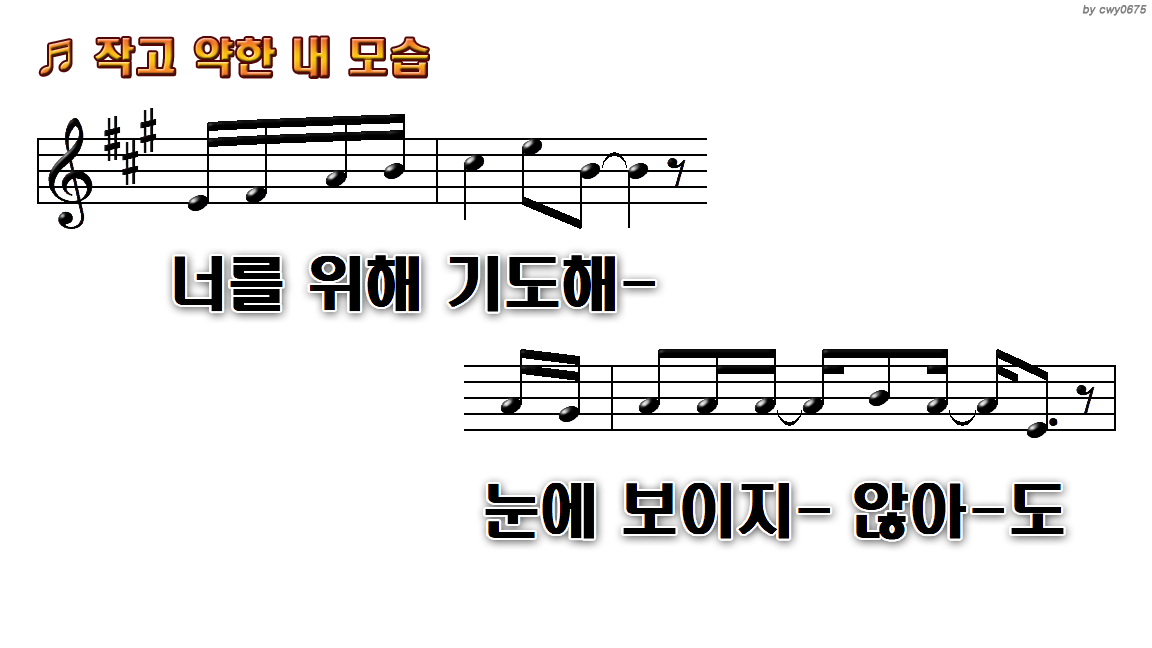 by cwy0675
♬ 작고 약한 내 모습
너를 위해 기도해-
눈에 보이지- 않아-도